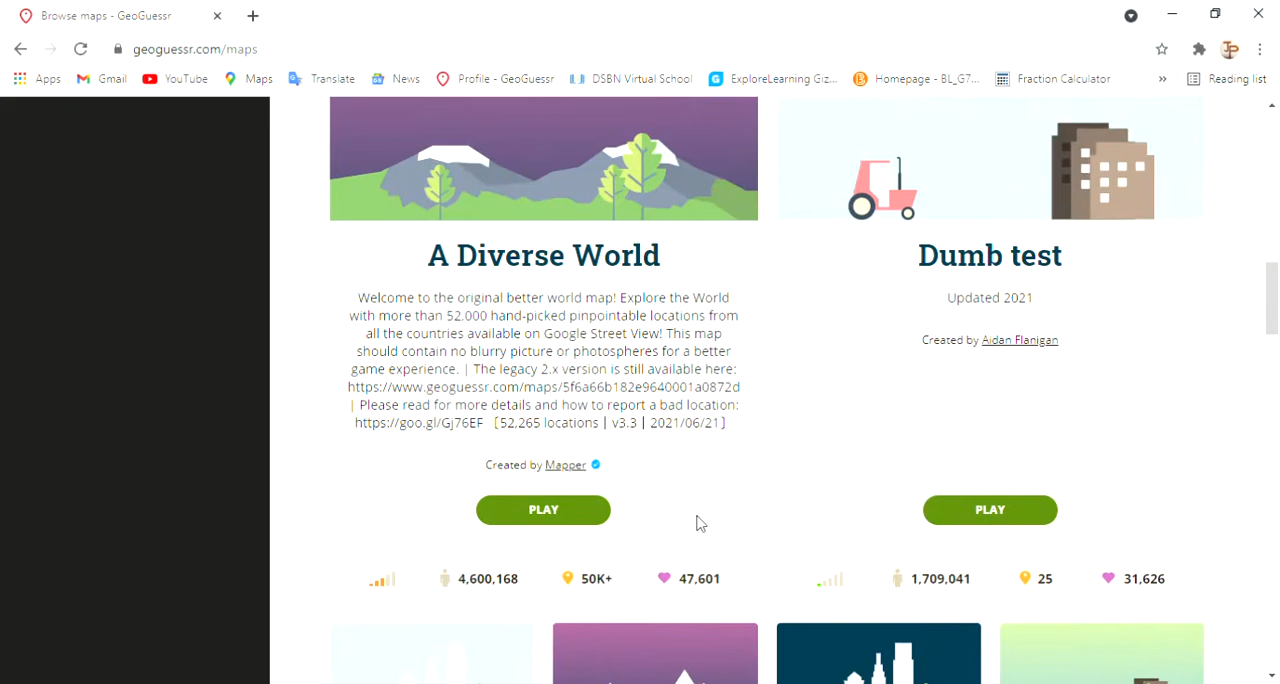 Browse maps - GeoGuessr
geoguessr.com/maps
Apps Gmail YouTube Maps Translate News Profile - GeoGuessr DSBN Virtual School ExploreLearning Giz... Homepage - BL_G7... Fraction Calculator » Reading list
A Diverse World
Welcome to the original better world map! Explore the World
with more than 52.000 hand-picked pinpointable locations from
all the countries available on Google Street View! This map
should contain no blurry picture or photospheres for a better
game experience. | The legacy 2.x version is still available here:
https://www.geoguessr.com/maps/5f6a66b182e9640001a0872d
| Please read for more details and how to report a bad location:
https://goo.gl/Gj76EF [52,265 locations | v3.3 | 2021/06/21]
Created by Mapper
PLAY
4,600,168 50K+ 47,601
Dumb test
Updated 2021
Created by Aidan Flanigan
PLAY
1,709,041 25 31,626